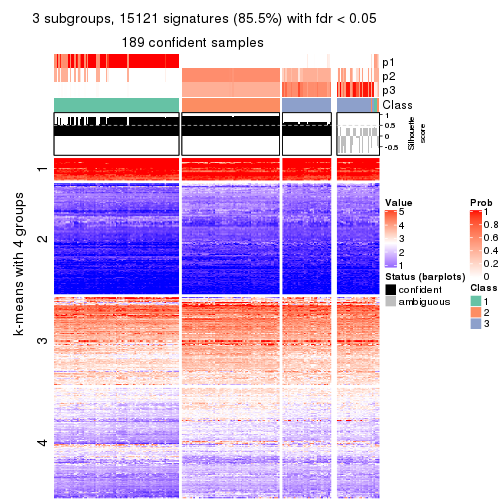 3 subgroups, 15121 signatures (85.5%) with fdr < 0.05
189 confident samples
p1
p2
p3
Class
1
0.5
0
-0.5
Silhouette
score
k-means with 4 groups
1
2
3
4
Value
5
4
3
2
1
Status (barplots)
confident
ambiguous
Prob
1
0.8
0.6
0.4
0.2
0
Class
1
2
3